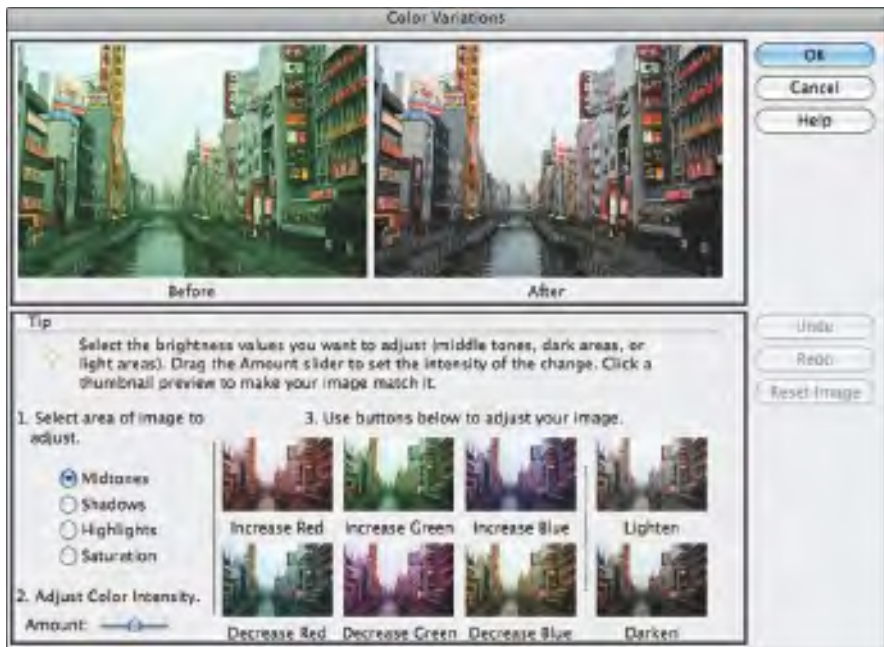 Color Variations
OK
Cancel
Help
Before
After
Tip
Select the brightness values you want to adjust (middle tones, dark areas, or
light areas). Drag the Amount slider to set the intensity of the change. Click a
thumbnail preview to make your image match it.
Undo
Redo
Reset Image
1. Select area of image to
adjust.
Midtones
Shadows
Highlights
Saturation
2. Adjust Color Intensity.
Amount:
3. Use buttons below to adjust your image.
Increase Red
Increase Green
Increase Blue
Lighten
Decrease Red
Decrease Green
Decrease Blue
Darken